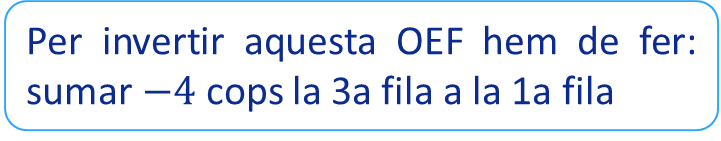 Per invertir aquesta OEF hem de fer:
sumar −4 cops la 3a fila a la 1a fila